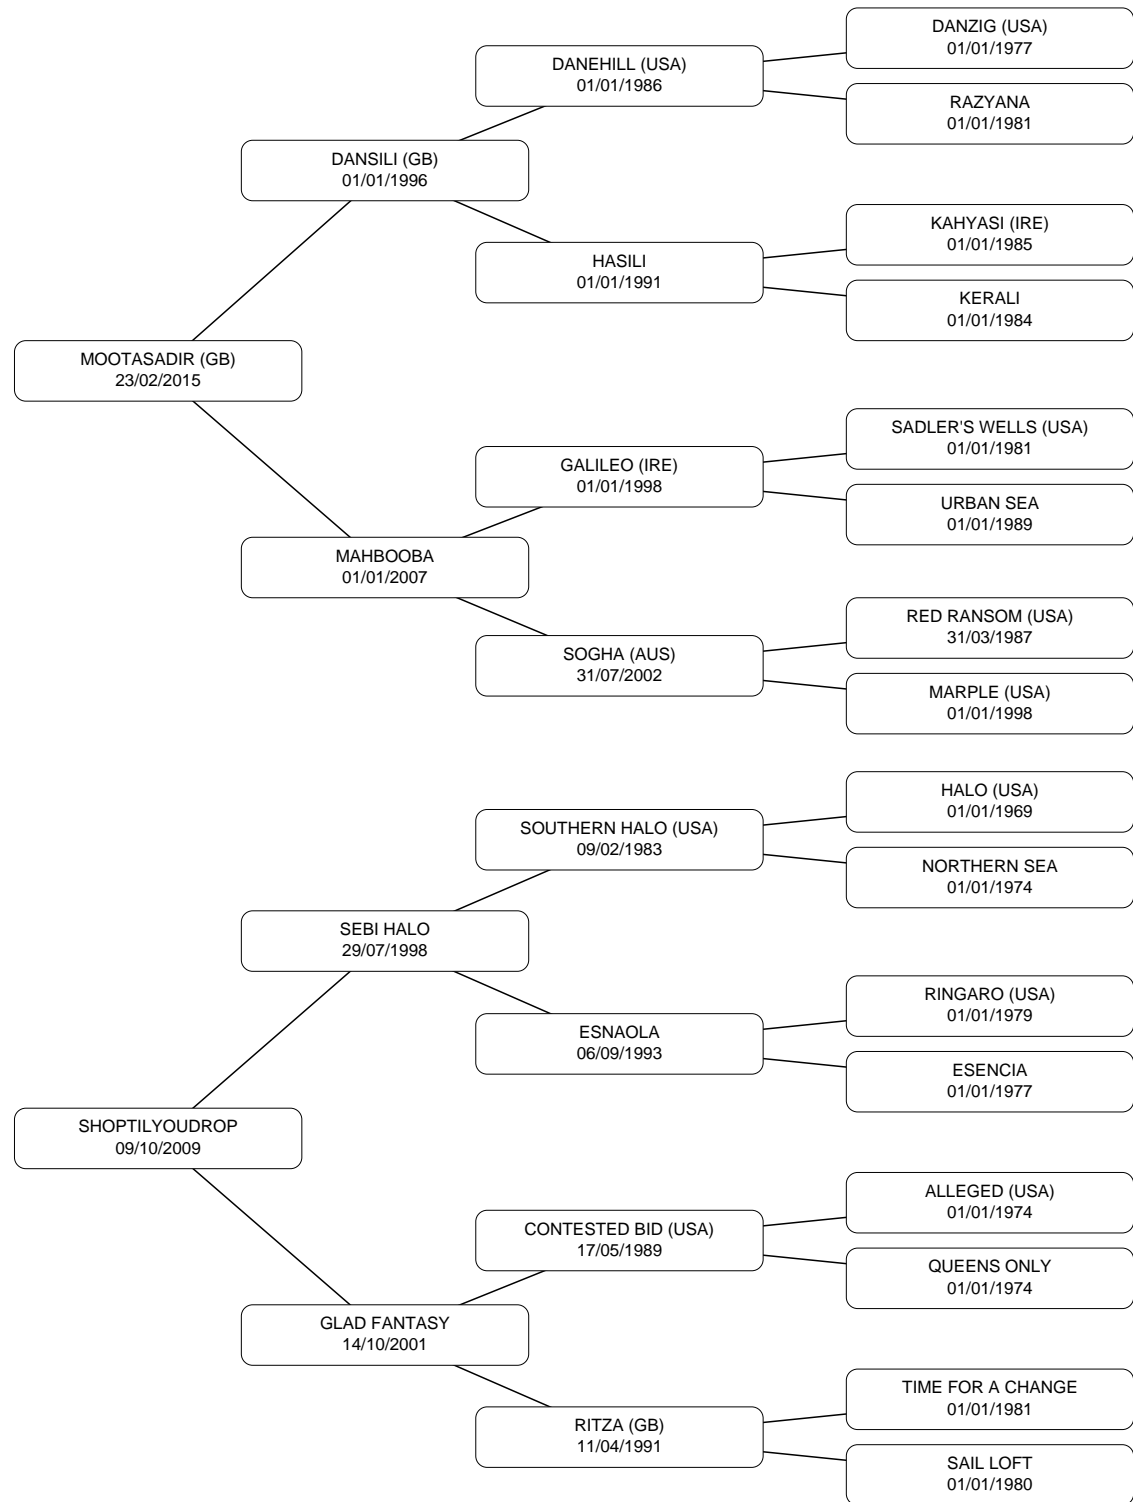 DANZIG (USA)
01/01/1977
DANEHILL (USA)
01/01/1986
RAZYANA
01/01/1981
DANSILI (GB)
01/01/1996
KAHYASI (IRE)
01/01/1985
HASILI
01/01/1991
KERALI
01/01/1984
MOOTASADIR (GB)
23/02/2015
SADLER'S WELLS (USA)
01/01/1981
GALILEO (IRE)
01/01/1998
URBAN SEA
01/01/1989
MAHBOOBA
01/01/2007
RED RANSOM (USA)
31/03/1987
SOGHA (AUS)
31/07/2002
MARPLE (USA)
01/01/1998
HALO (USA)
01/01/1969
SOUTHERN HALO (USA)
09/02/1983
NORTHERN SEA
01/01/1974
SEBI HALO
29/07/1998
RINGARO (USA)
01/01/1979
ESNAOLA
06/09/1993
ESENCIA
01/01/1977
SHOPTILYOUDROP
09/10/2009
ALLEGED (USA)
01/01/1974
CONTESTED BID (USA)
17/05/1989
QUEENS ONLY
01/01/1974
GLAD FANTASY
14/10/2001
TIME FOR A CHANGE
01/01/1981
RITZA (GB)
11/04/1991
SAIL LOFT
01/01/1980